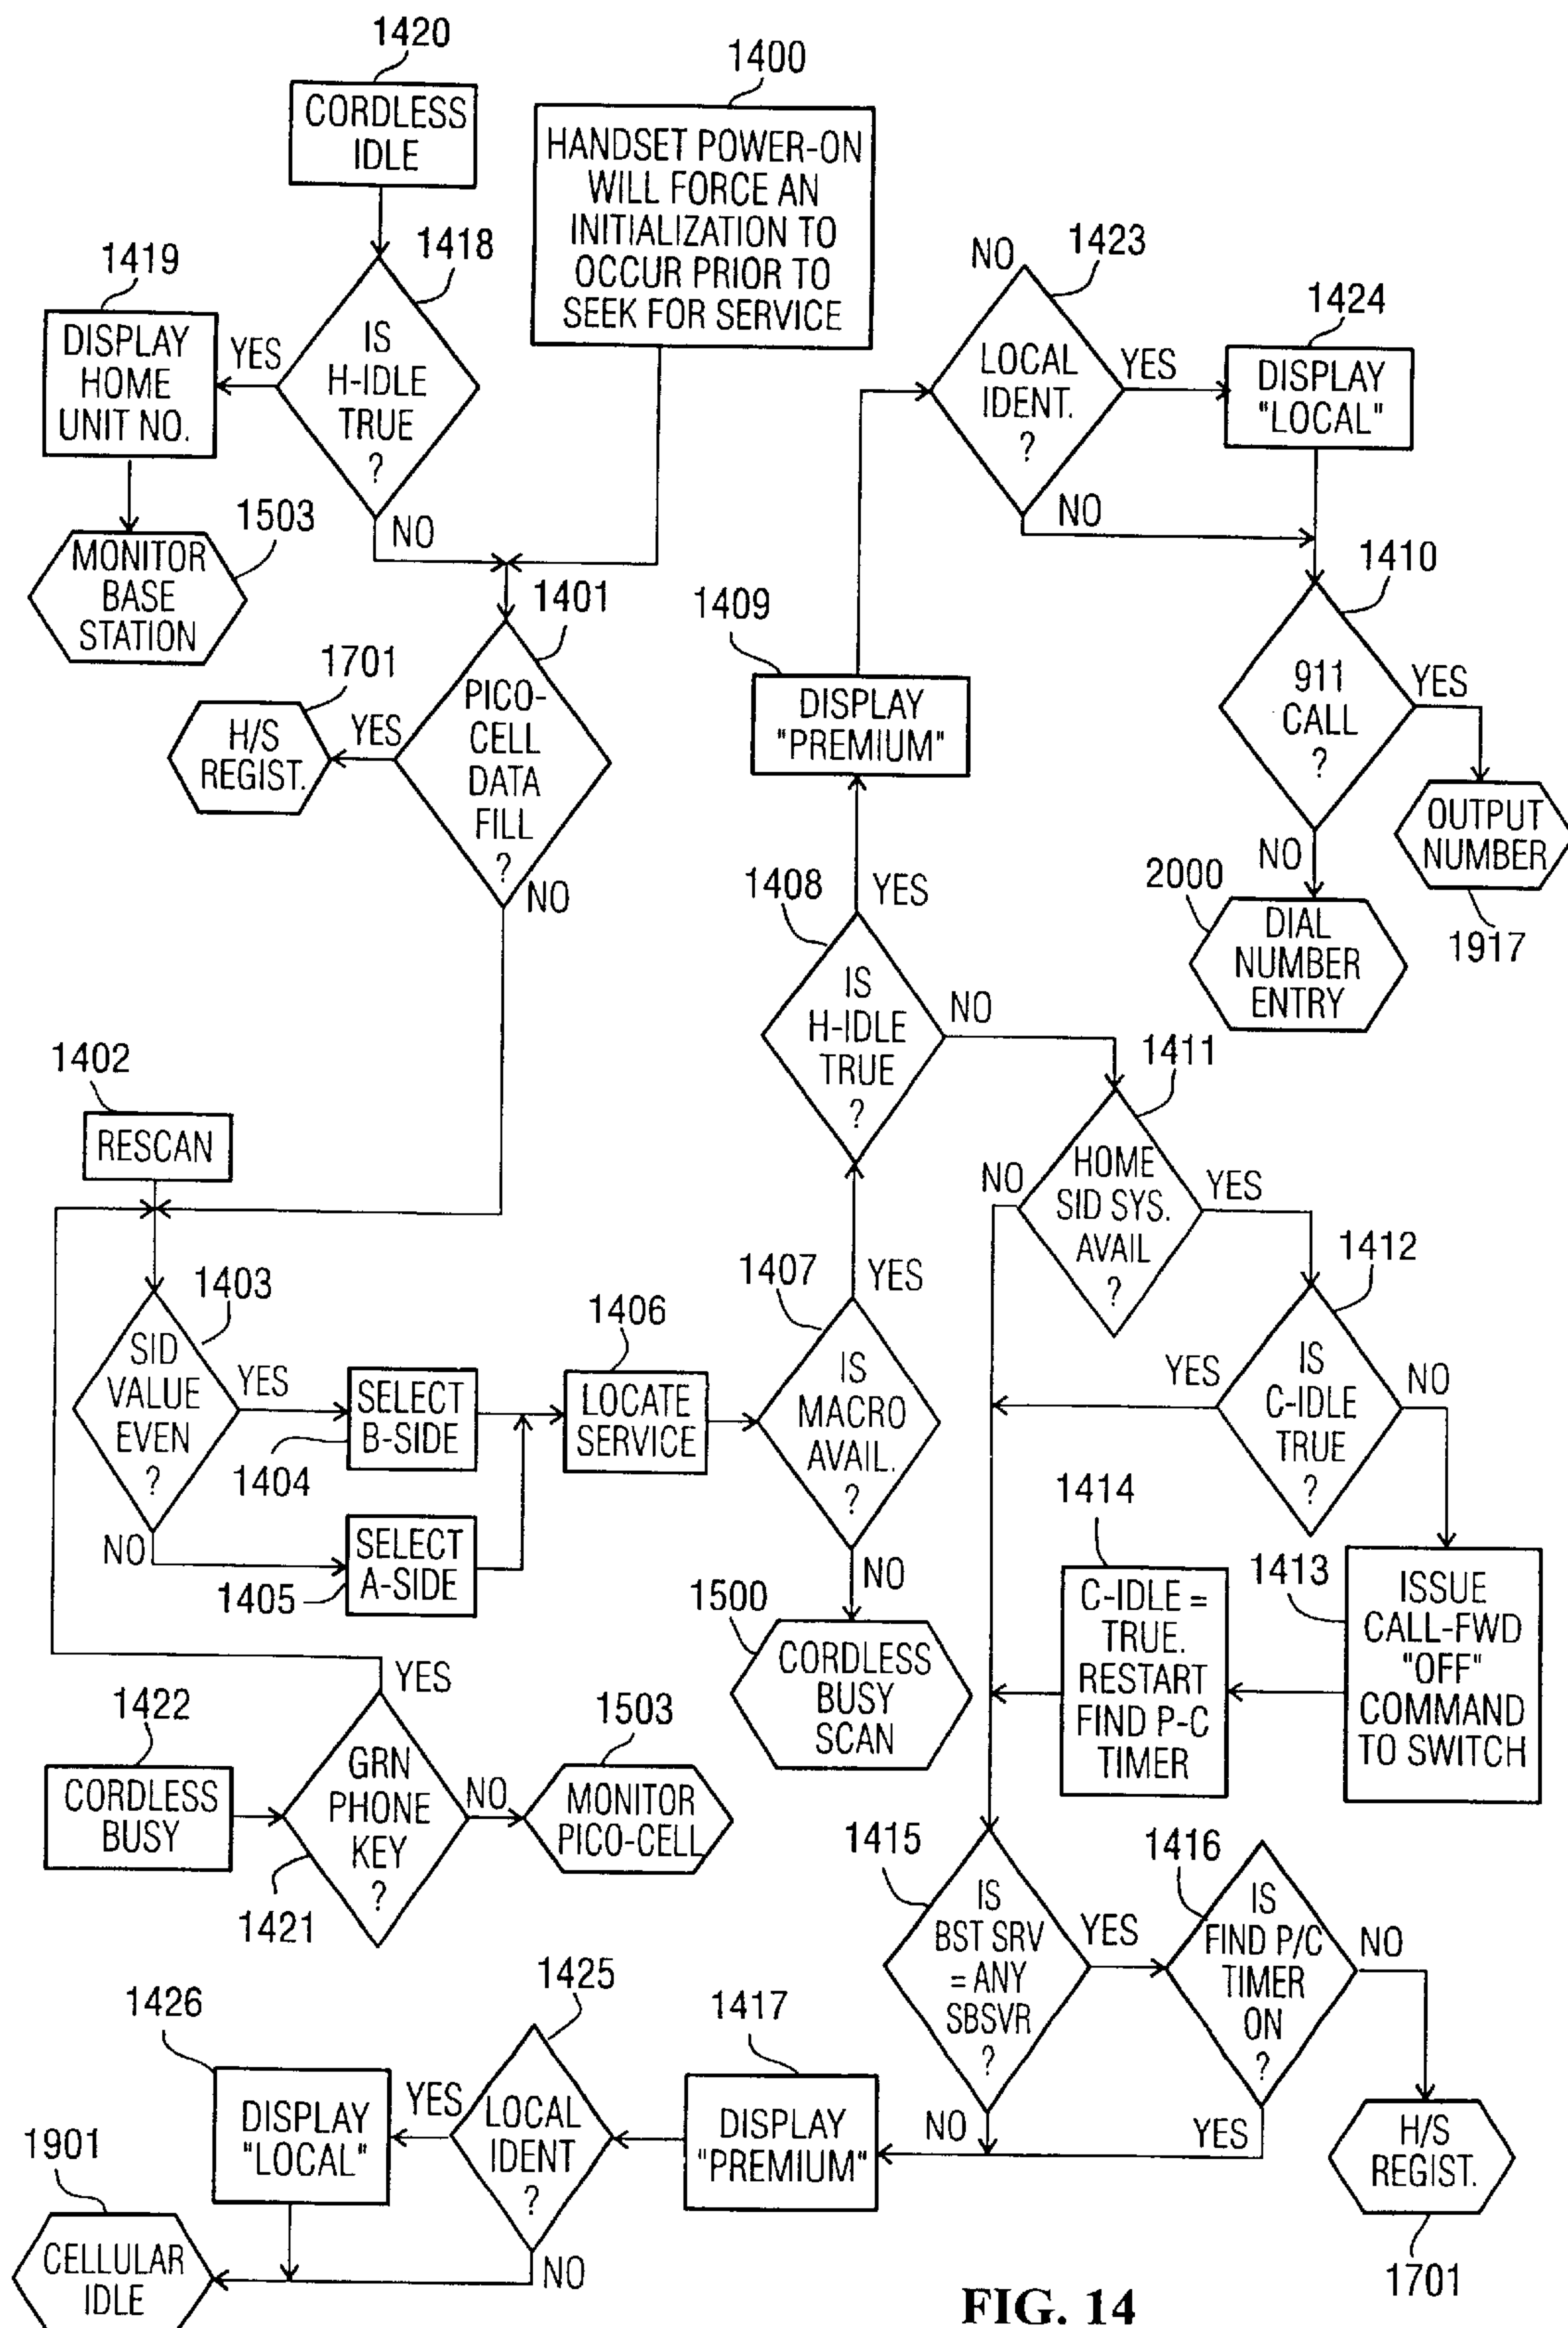 1420
CORDLESS
IDLE
1400
HANDSET POWER-ON
WILL FORCE AN
INITIALIZATION TO
OCCUR PRIOR TO
SEEK FOR SERVICE
1418
IS
H-IDLE
TRUE
?
YES
NO
1419
DISPLAY
HOME
UNIT NO.
1503
MONITOR
BASE
STATION
1401
PICO-
CELL
DATA
FILL
?
YES
NO
1701
H/S
REGIST.
NO
1423
LOCAL
IDENT.
?
YES
NO
1424
DISPLAY
"LOCAL"
1410
911
CALL
?
YES
NO
OUTPUT
NUMBER
1917
2000
DIAL
NUMBER
ENTRY
1409
DISPLAY
"PREMIUM"
1408
YES
IS
H-IDLE
TRUE
?
NO
1411
HOME
SID SYS.
AVAIL
?
NO
YES
1402
RESCAN
1403
SID
VALUE
EVEN
?
YES
NO
SELECT
B-SIDE
1404
SELECT
A-SIDE
1405
1406
LOCATE
SERVICE
1407
YES
IS
MACRO
AVAIL.
?
NO
1500
CORDLESS
BUSY
SCAN
1412
IS
C-IDLE
TRUE
?
YES
NO
1413
ISSUE
CALL-FWD
"OFF"
COMMAND
TO SWITCH
1414
C-IDLE =
TRUE.
RESTART
FIND P-C
TIMER
1422
CORDLESS
BUSY
YES
GRN
PHONE
KEY
?
1421
NO
1503
MONITOR
PICO-CELL
1415
IS
BST SRV
= ANY
SBSVR
?
YES
NO
1416
IS
FIND P/C
TIMER
ON
?
NO
YES
H/S
REGIST.
1701
1417
DISPLAY
"PREMIUM"
1425
LOCAL
IDENT
?
YES
NO
1426
DISPLAY
"LOCAL"
1901
CELLULAR
IDLE
FIG. 14